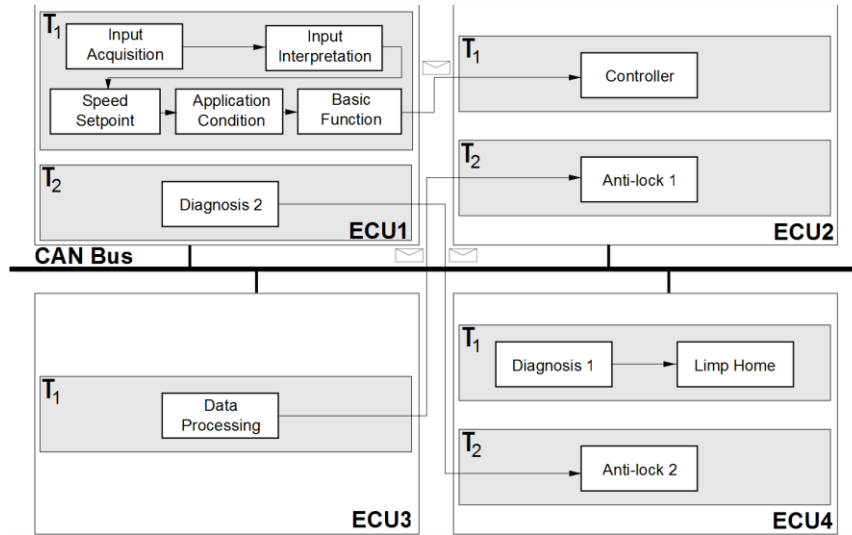 T1
Input
Acquisition
Input
Interpretation
Speed
Setpoint
Application
Condition
Basic
Function
T2
Diagnosis 2
ECU1
T1
Controller
T2
Anti-lock 1
ECU2
CAN Bus
T1
Data
Processing
ECU3
T1
Diagnosis 1
Limp Home
T2
Anti-lock 2
ECU4